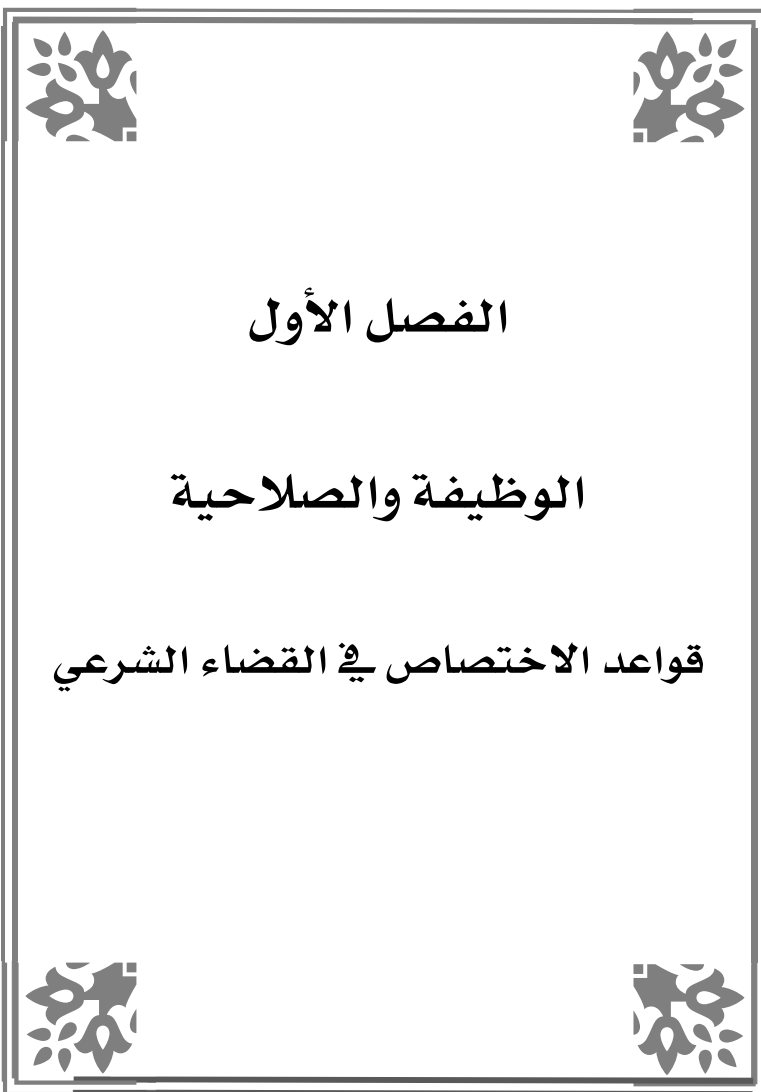 الفصل الأول
الوظيفة والصلاحية
قواعد الاختصاص في القضاء الشرعي